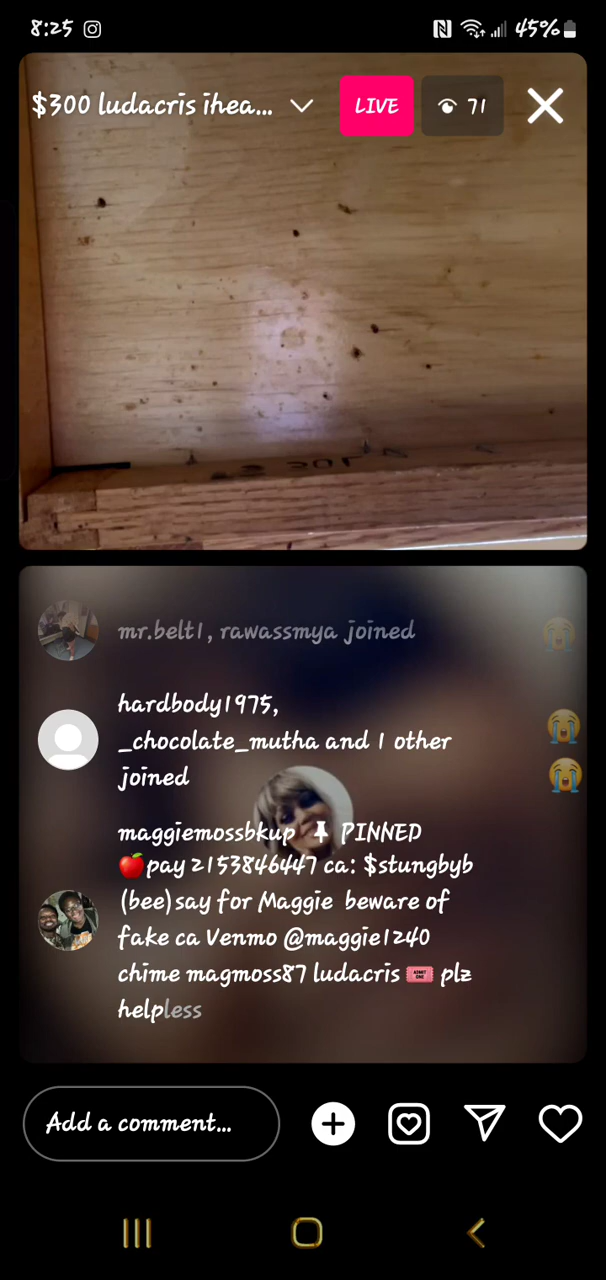 8:25
45%
$300 ludacris ihea...
LIVE
71
mr.belt1, rawassmya joined
hardbody1975,
_chocolate_mutha and 1 other
joined
maggiemossbkup 📌 PINNED
🍎pay 2153846447 ca: $stungbyb
(bee)say for Maggie beware of
fake ca Venmo @maggie1240
chime magmoss87 ludacris 🎟️ plz
helpless
Add a comment...